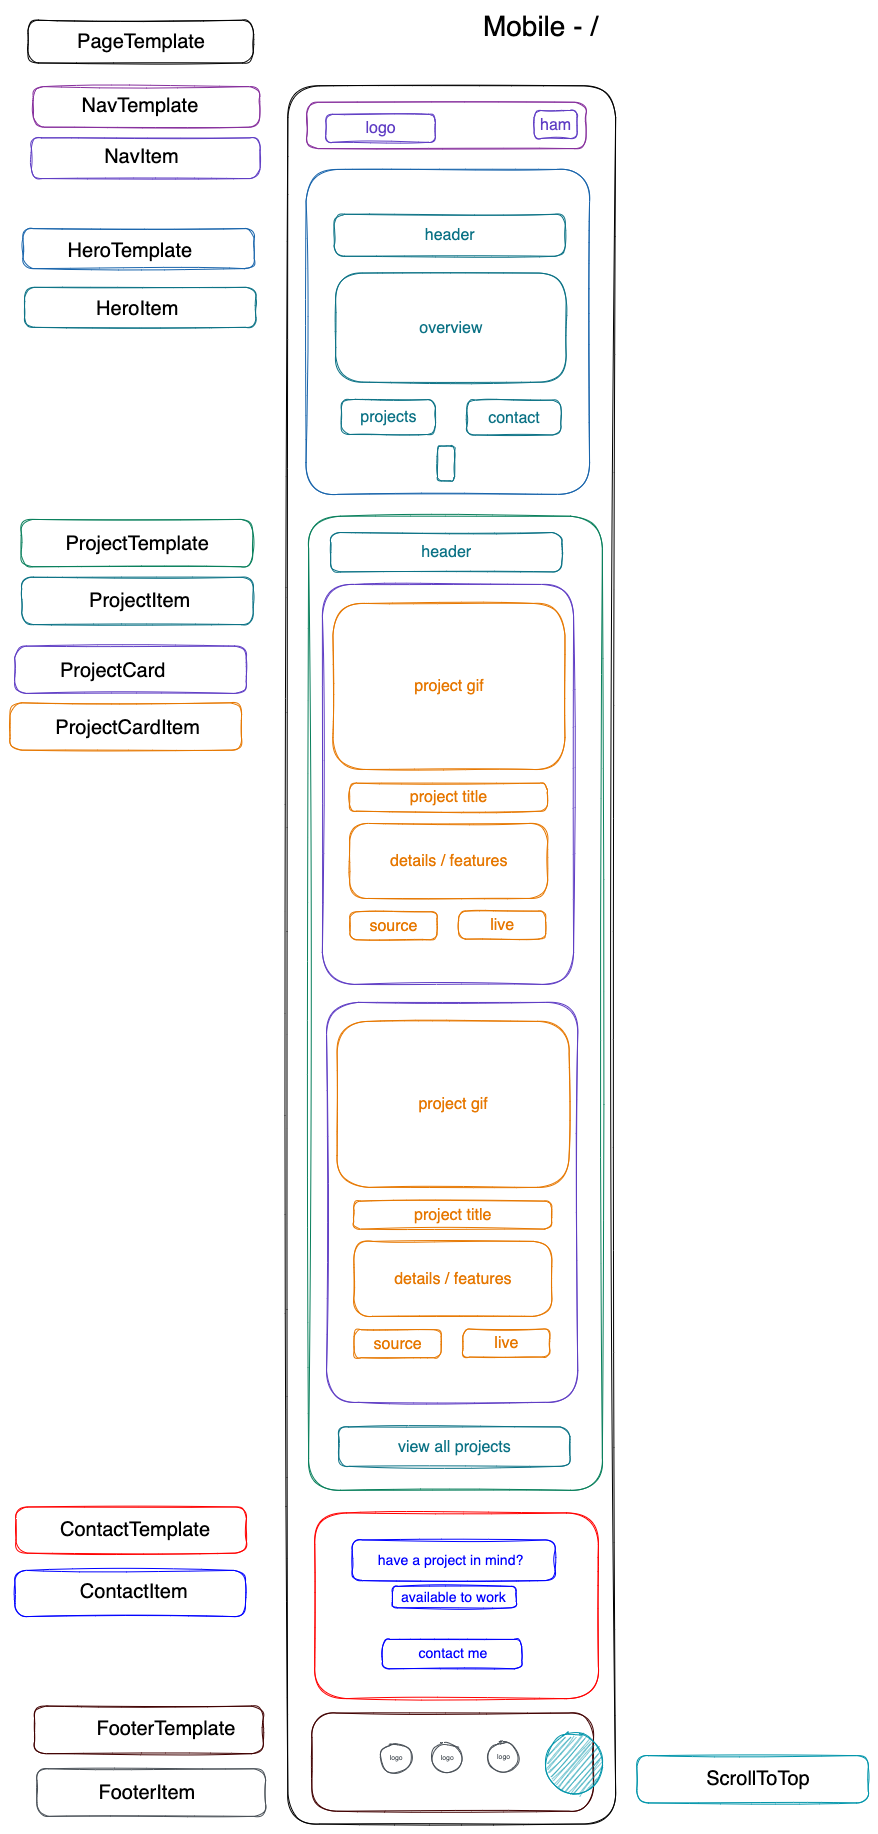 Mobile - /
PageTemplate
NavTemplate
NavItem
logo
ham
HeroTemplate
HeroItem
header
overview
projects
contact
ProjectTemplate
ProjectItem
ProjectCard
ProjectCardItem
header
project gif
project title
details / features
source
live
project gif
project title
details / features
source
live
view all projects
ContactTemplate
ContactItem
have a project in mind?
available to work
contact me
FooterTemplate
FooterItem
logo
logo
logo
ScrollToTop